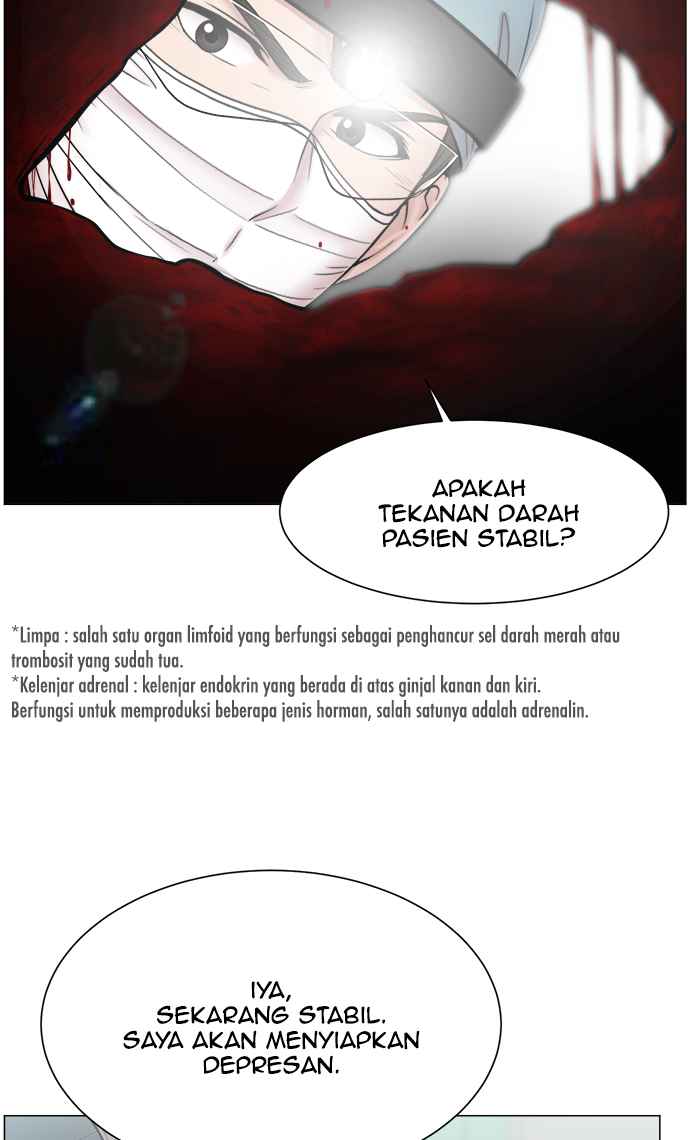 APAKAH
TEKANAN DARAH
PASIEN STABIL?
*Limpa : salah satu organ limfoid yang berfungsi sebagai penghancur sel darah merah atau
trombosit yang sudah tua.
*Kelenjar adrenal : kelenjar endokrin yang berada di atas ginjal kanan dan kiri.
Berfungsi untuk memproduksi beberapa jenis horman, salah satunya adalah adrenalin.
IYA,
SEKARANG STABIL.
SAYA AKAN MENYIAPKAN
DEPRESAN.